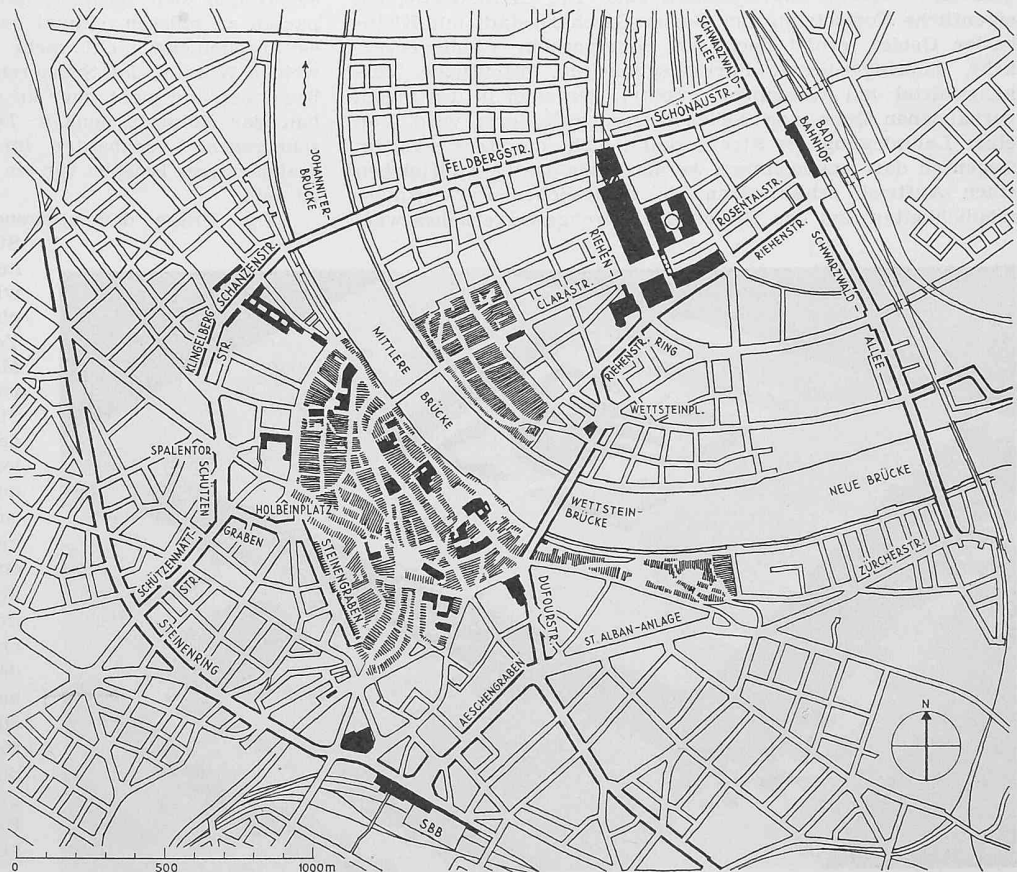 SCHWARZWALD-
ALLEE
SCHÖNAUSTR.
BAD.
BAHNHOF
JOHANNITER-
BRÜCKE
FELDBERGSTR.
ROSENTALSTR.
RIEHENSTR.
RIEHEN-
CLARASTR.
SCHWARZWALD-
ALLEE
SCHANZENSTR.
KLINGELBERG
STR.
MITTLERE
BRÜCKE
RIEHENSTR.
RING
WETTSTEINPL.
SPALENTOR
SCHÜTZEN
HOLBEINPLATZ
GRABEN
NEUE BRÜCKE
WETTSTEIN-
BRÜCKE
SCHÜTZENMATT-
STR.
STEINENGRABEN
ZÜRCHERSTR.
DUFOURSTR.
ST. ALBAN-ANLAGE
STEINENRING
AESCHENGRABEN
N
SBB
0 500 1000m